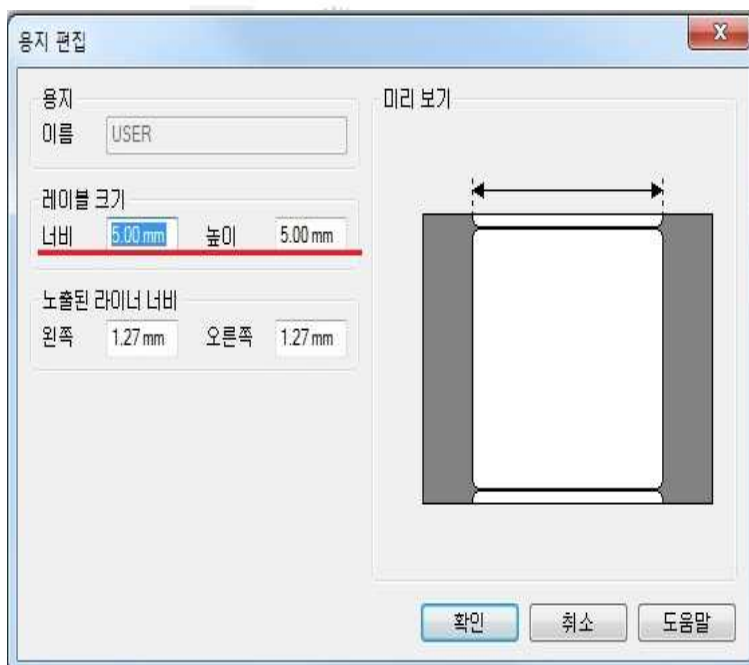 용지 편집
X
용지
이름 USER
레이블 크기
너비 5.00 mm 높이 5.00 mm
노출된 라이너 너비
왼쪽 1.27 mm 오른쪽 1.27 mm
미리 보기
확인 취소 도움말